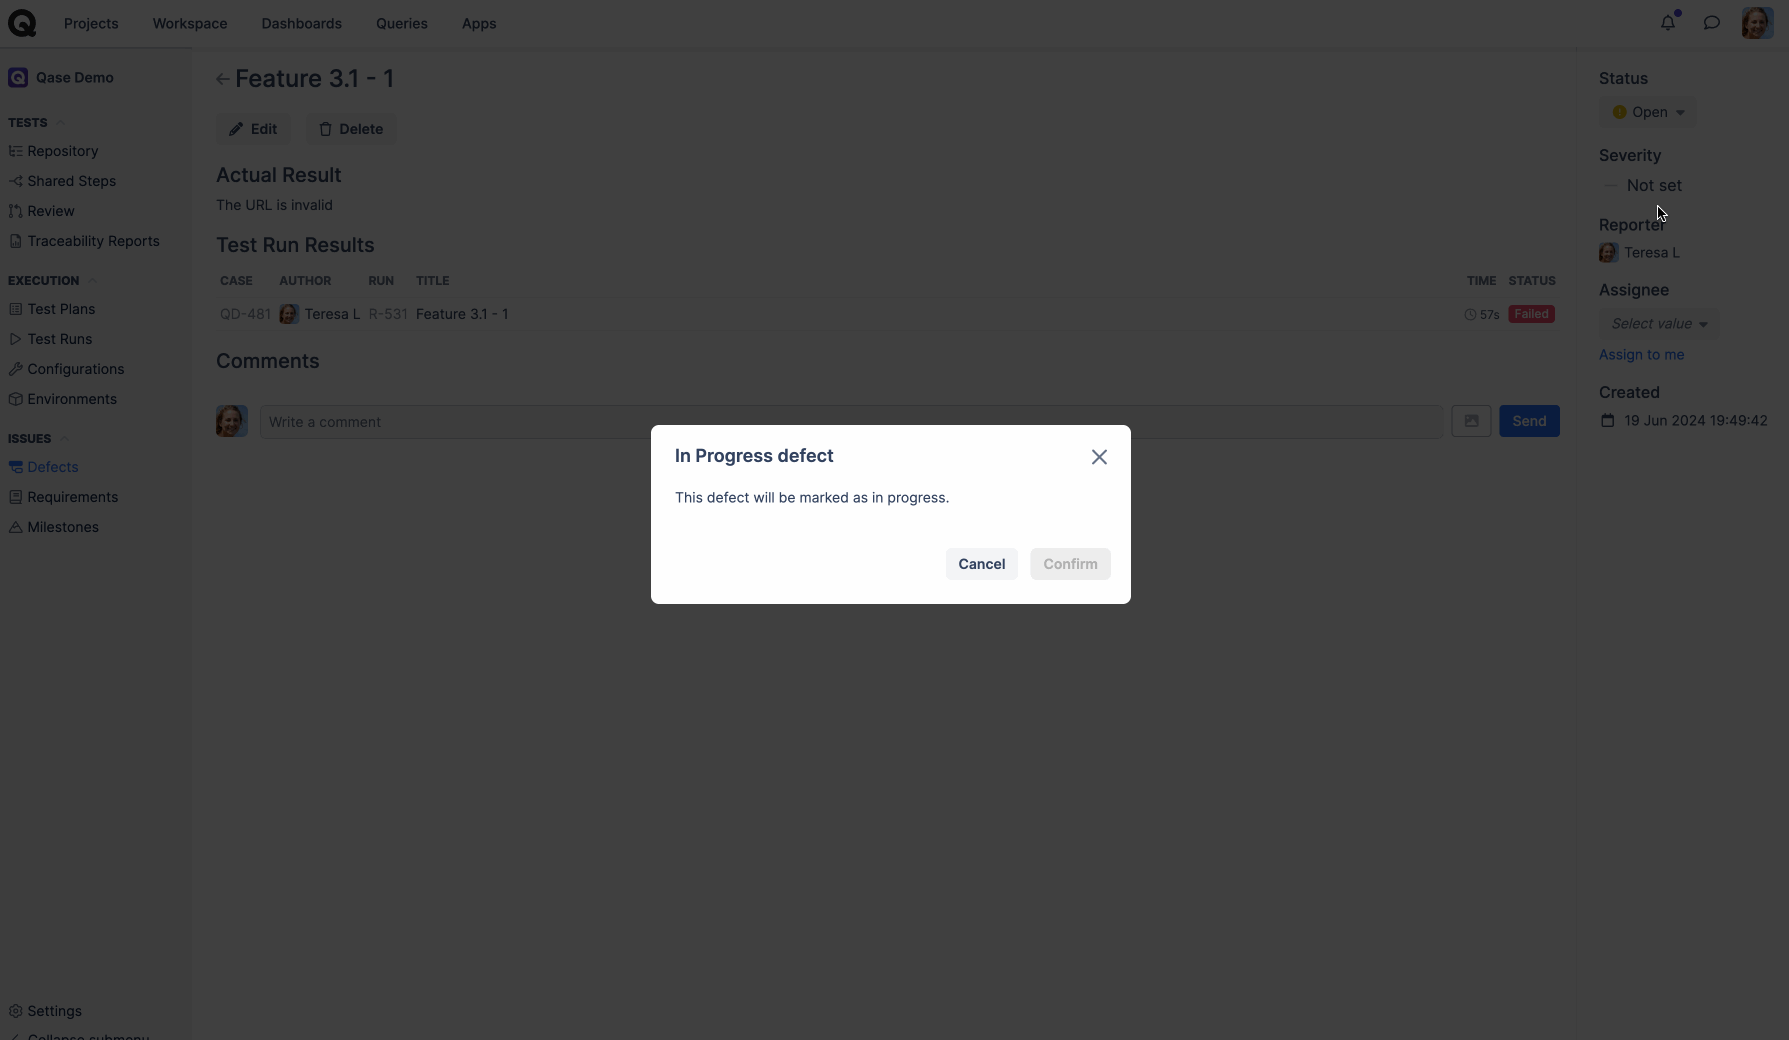 Projects
Workspace
Dashboards
Queries
Apps
Qase Demo
TESTS
Repository
Shared Steps
Review
Traceability Reports
EXECUTION
Test Plans
Test Runs
Configurations
Environments
ISSUES
Defects
Requirements
Milestones
Settings
Collapse submenu
Feature 3.1 - 1
Edit
Delete
Actual Result
The URL is invalid
Test Run Results
CASE AUTHOR RUN TITLE TIME STATUS
QD-481 Teresa L R-531 Feature 3.1 - 1 57s Failed
Comments
Write a comment
Send
In Progress defect
This defect will be marked as in progress.
Cancel
Confirm
Status
Open
Severity
Not set
Reporter
Teresa L
Assignee
Select value
Assign to me
Created
19 Jun 2024 19:49:42